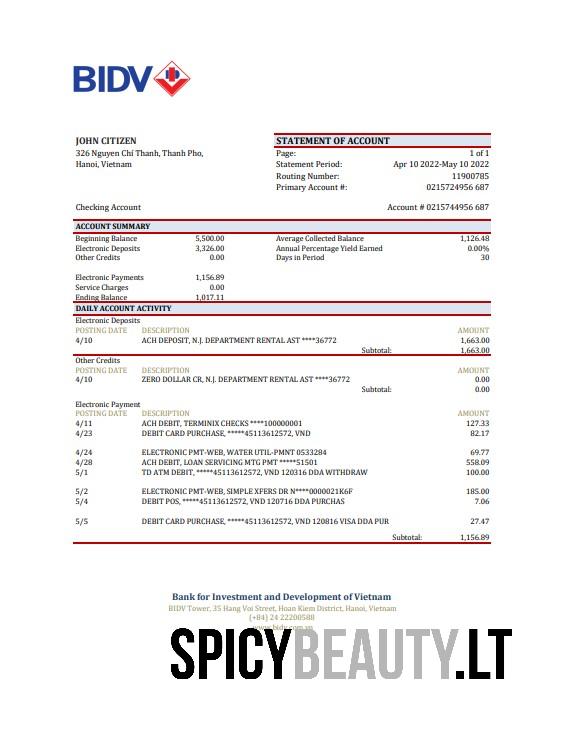 BIDV
JOHN CITIZEN
326 Nguyen Chí Thanh, Thanh Pho,
Hanoi, Vietnam
STATEMENT OF ACCOUNT
Page: 1 of 1
Statement Period: Apr 10 2022-May 10 2022
Routing Number: 11900785
Primary Account #: 0215724956 687
Checking Account Account # 0215744956 687
ACCOUNT SUMMARY
Beginning Balance 5,500.00 Average Collected Balance 1,126.48
Electronic Deposits 3,326.00 Annual Percentage Yield Earned 0.00%
Other Credits 0.00 Days in Period 30
Electronic Payments 1,156.89
Service Charges 0.00
Ending Balance 1,017.11
DAILY ACCOUNT ACTIVITY
Electronic Deposits
POSTING DATE DESCRIPTION AMOUNT
4/10 ACH DEPOSIT, N.J. DEPARTMENT RENTAL AST ****36772 1,663.00
Subtotal: 1,663.00
Other Credits
POSTING DATE DESCRIPTION AMOUNT
4/10 ZERO DOLLAR CR, N.J. DEPARTMENT RENTAL AST ****36772 0.00
Subtotal: 0.00
Electronic Payment
POSTING DATE DESCRIPTION AMOUNT
4/11 ACH DEBIT, TERMINIX CHECKS ****100000001 127.33
4/23 DEBIT CARD PURCHASE, *****45113612572, VND 82.17
4/24 ELECTRONIC PMT-WEB, WATER UTIL-PMNT 0533284 69.77
4/28 ACH DEBIT, LOAN SERVICING MTG PMT *****51501 558.09
5/1 TD ATM DEBIT, *****45113612572, VND 120316 DDA WITHDRAW 100.00
5/2 ELECTRONIC PMT-WEB, SIMPLE XFERS DR N****0000021K6F 185.00
5/4 DEBIT POS, *****45113612572, VND 120716 DDA PURCHAS 7.06
5/5 DEBIT CARD PURCHASE, *****45113612572, VND 120816 VISA DDA PUR 27.47
Subtotal: 1,156.89
Bank for Investment and Development of Vietnam
BIDV Tower, 35 Hang Voi Street, Hoan Kiem District, Hanoi, Vietnam
(+84) 24 22200588
www.bidv.com.vn
SPICYBEAUTY.LT